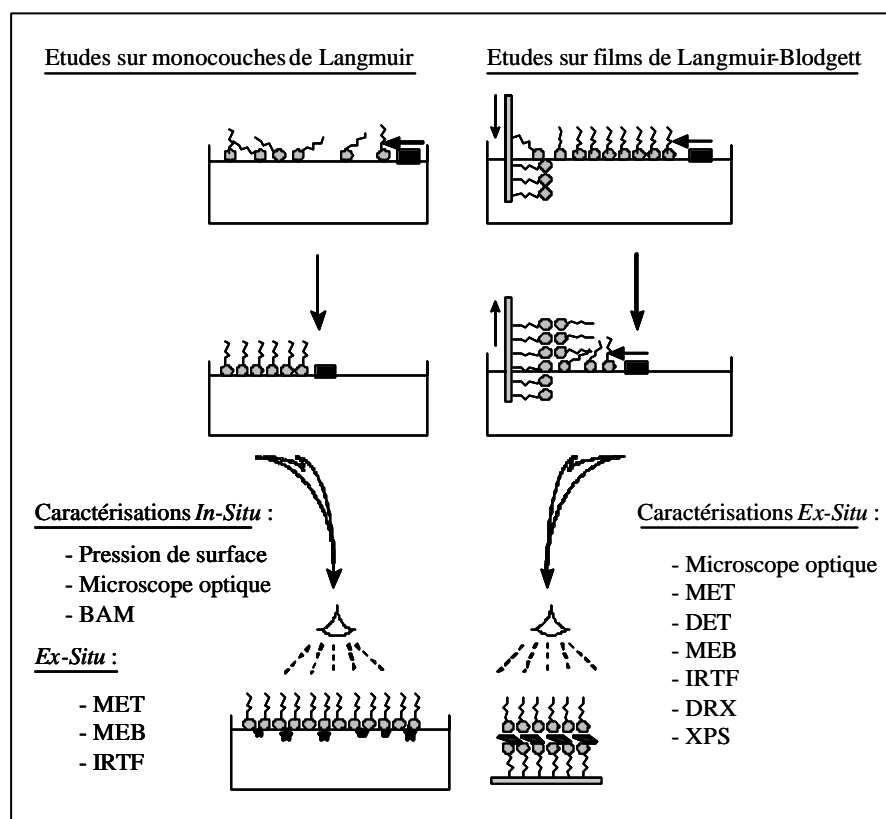 Etudes sur monocouches de Langmuir
Etudes sur films de Langmuir-Blodgett
Caractérisations In-Situ :
- Pression de surface
- Microscope optique
- BAM
Ex-Situ :
- MET
- MEB
- IRTF
Caractérisations Ex-Situ :
- Microscope optique
- MET
- DET
- MEB
- IRTF
- DRX
- XPS